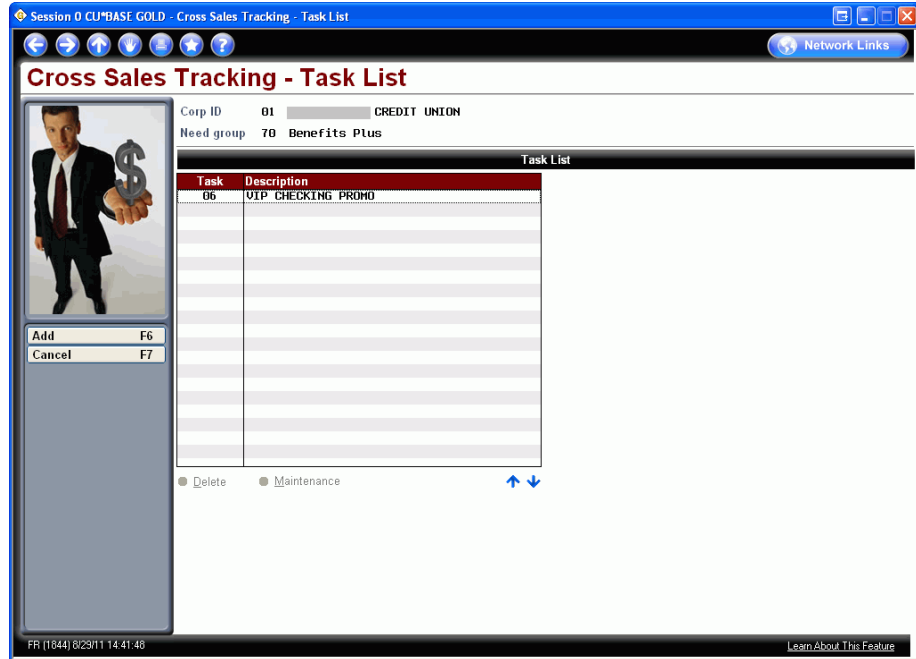 Session 0 CU*BASE GOLD - Cross Sales Tracking - Task List
Network Links
Cross Sales Tracking - Task List
Corp ID 01 CREDIT UNION
Need group 70 Benefits Plus
Task List
Task Description
06 VIP CHECKING PROMO
Add F6
Cancel F7
Delete Maintenance
FR (1844) 8/29/11 14:41:48 Learn About This Feature